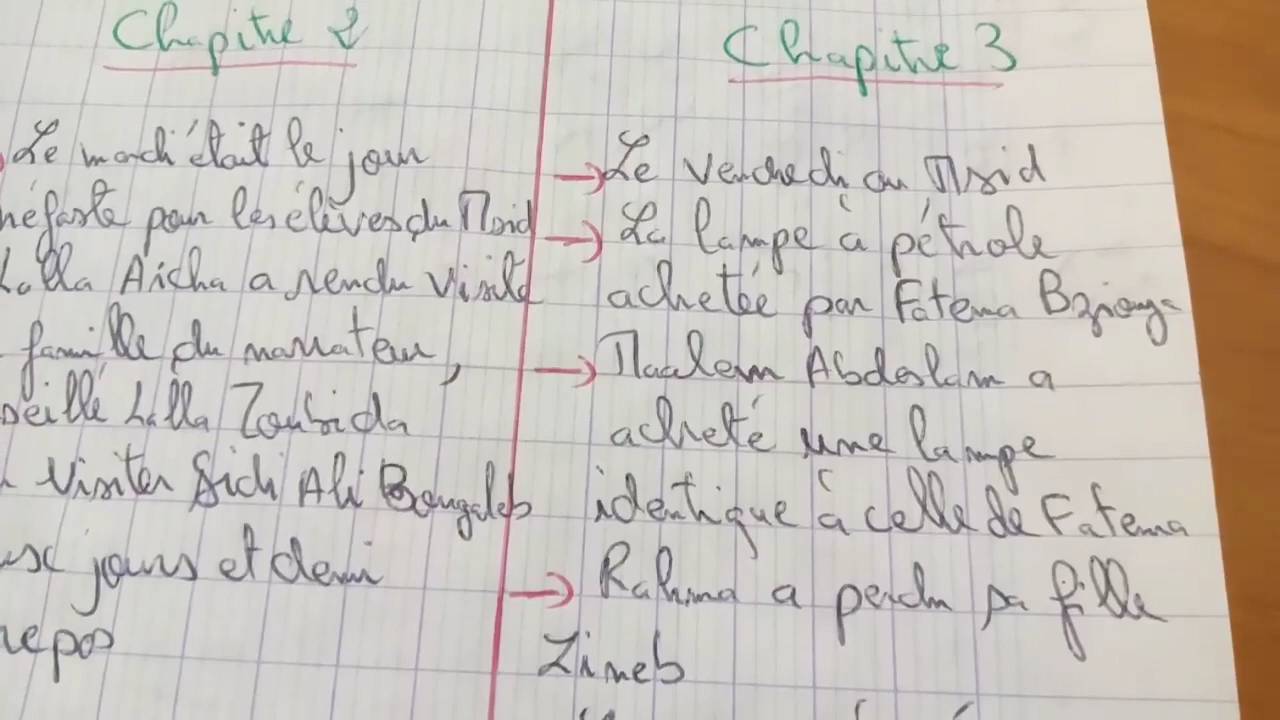 Chapitre 2
Le mardi était le jour
néfaste pour les élèves du Msid
Lalla Aicha a rendu visite
famille du narrateur,
seillé Lalla Zoubida
visiter Sidi Ali Boughaleb
jours et demi
repos
Chapitre 3
→ Le vendredi au Msid
→ La lampe à pétrole
achetée par Fatema Bziouya
→ Maalem Abdeslam a
acheté une lampe
identique à celle de Fatema
→ Rahma a perdu sa fille
Zineb